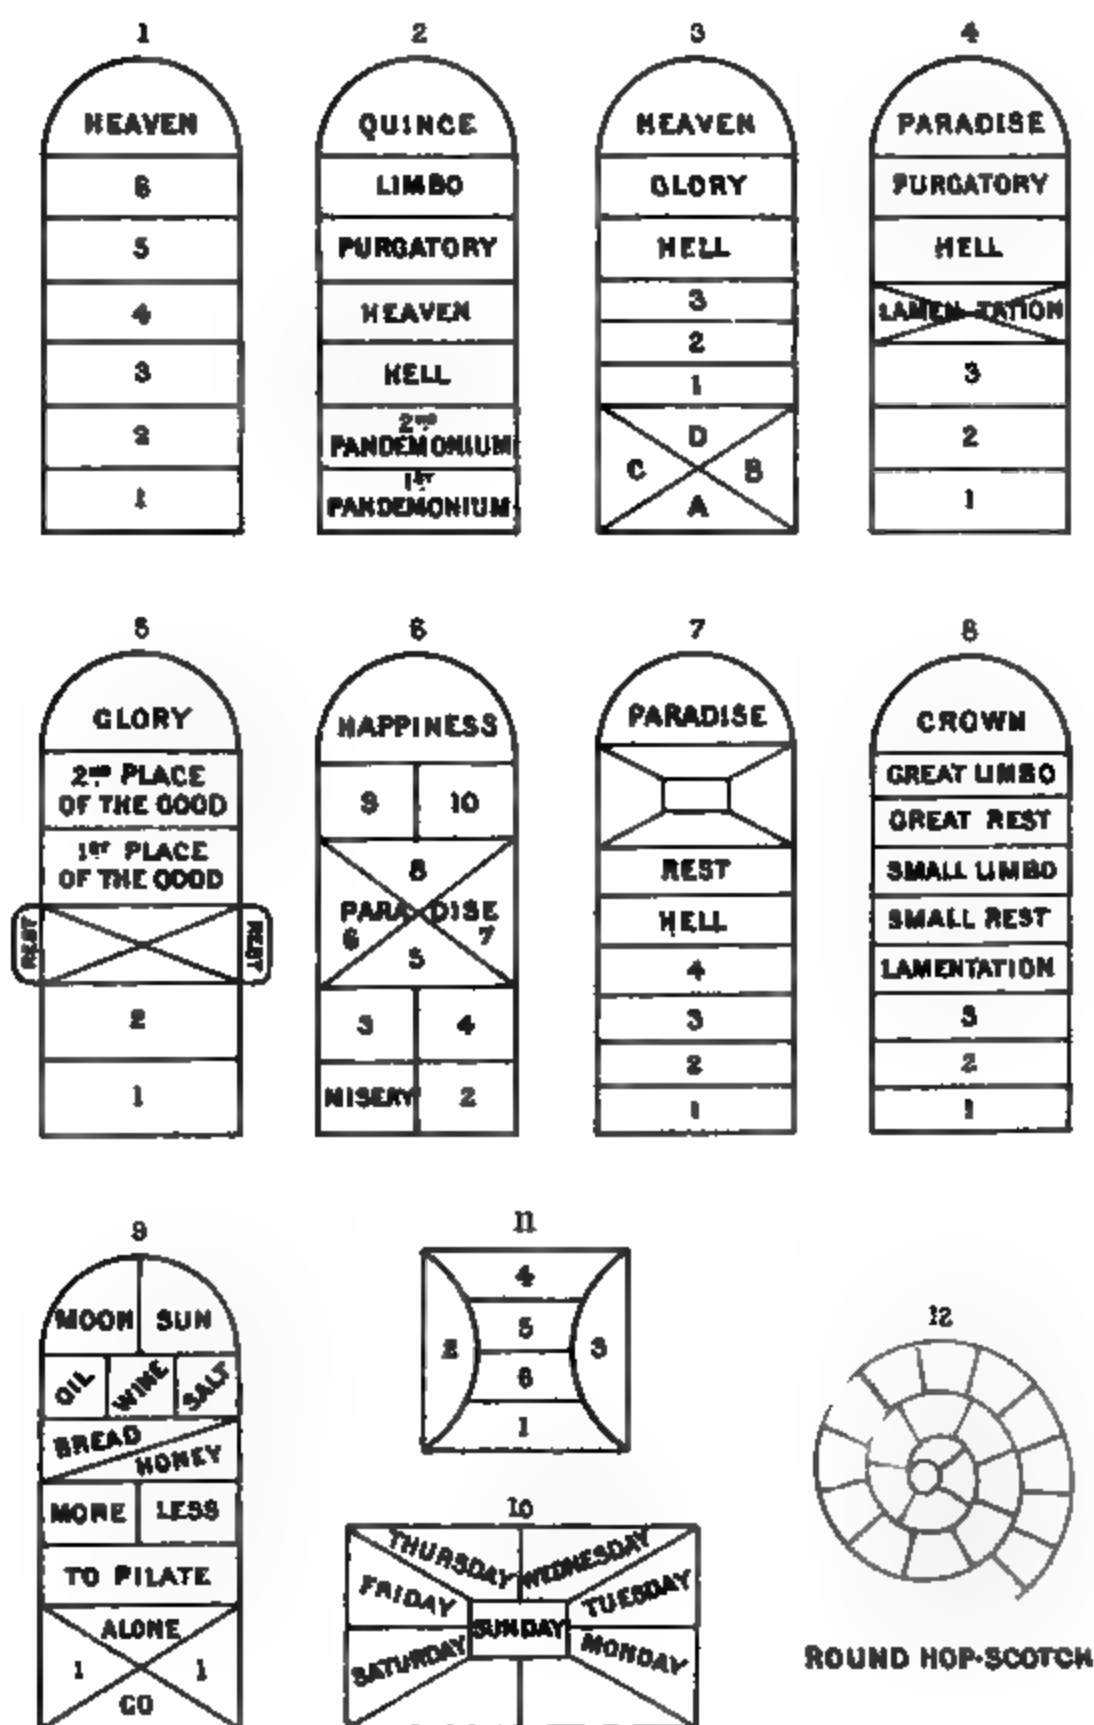 1
HEAVEN
6
5
4
3
2
1
2
QUINCE
LIMBO
PURGATORY
HEAVEN
HELL
2ND
PANDEMONIUM
1ST
PANDEMONIUM
3
HEAVEN
GLORY
HELL
3
2
1
D
C B
A
4
PARADISE
PURGATORY
HELL
LAMENTATION
3
2
1
5
GLORY
2ND PLACE
OF THE GOOD
1ST PLACE
OF THE GOOD
REST REST
2
1
6
HAPPINESS
9 10
8
PARADISE
6 7
5
3 4
MISERY 2
7
PARADISE
REST
HELL
4
3
2
1
8
CROWN
GREAT LIMBO
GREAT REST
SMALL LIMBO
SMALL REST
LAMENTATION
3
2
1
9
MOON SUN
OIL WINE SALT
BREAD
HONEY
MORE LESS
TO PILATE
ALONE
1 1
GO
11
4
2 5 3
6
1
10
THURSDAY WEDNESDAY
FRIDAY TUESDAY
SUNDAY
SATURDAY MONDAY
12
ROUND HOP-SCOTCH